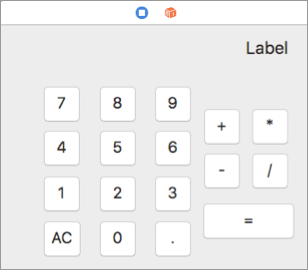 Label
7 8 9
+ *
4 5 6
- /
1 2 3
=
AC 0 .